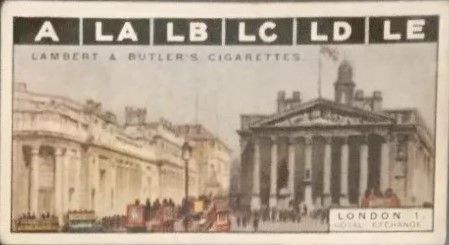 A LA LB LC LD LE
LAMBERT & BUTLER'S CIGARETTES
LONDON 1.
ROYAL EXCHANGE